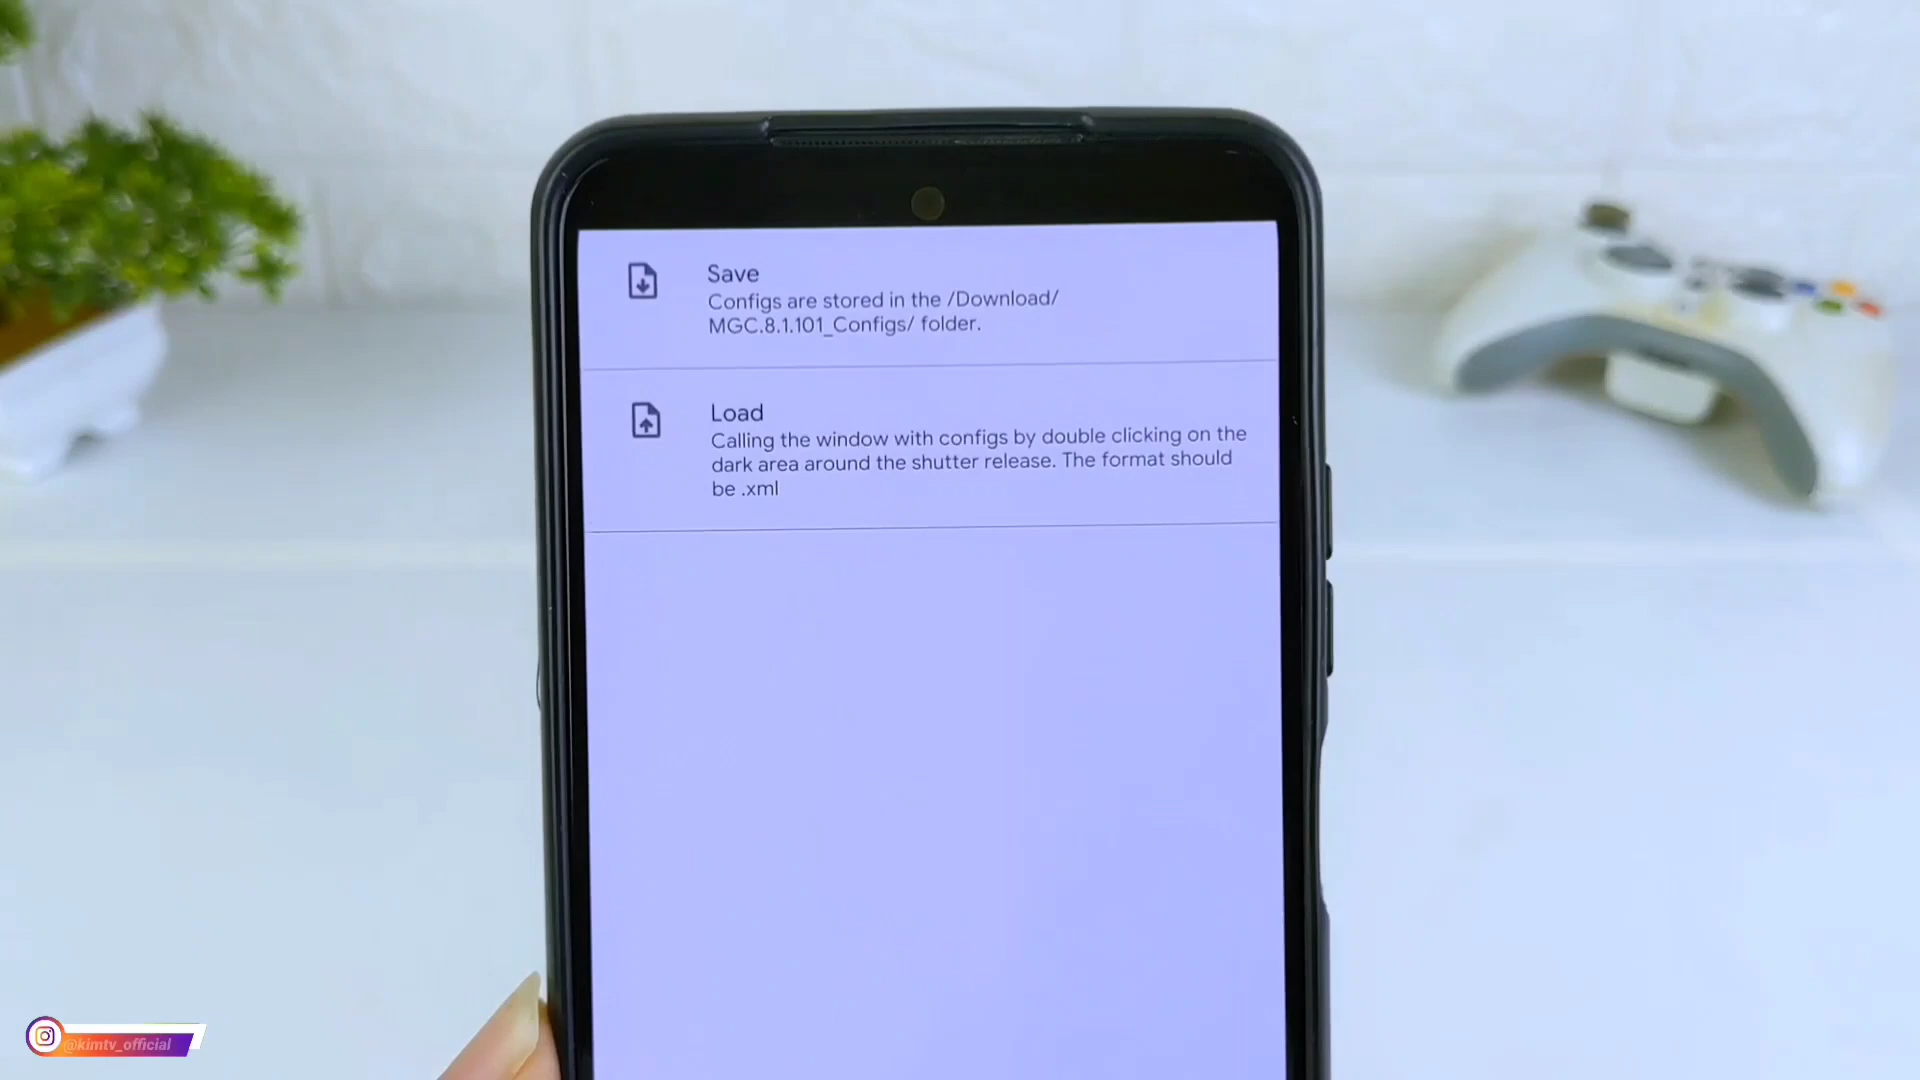 Save
Configs are stored in the /Download/
MGC.8.1.101_Configs/ folder.
Load
Calling the window with configs by double clicking on the
dark area around the shutter release. The format should
be .xml
@kimtv_official